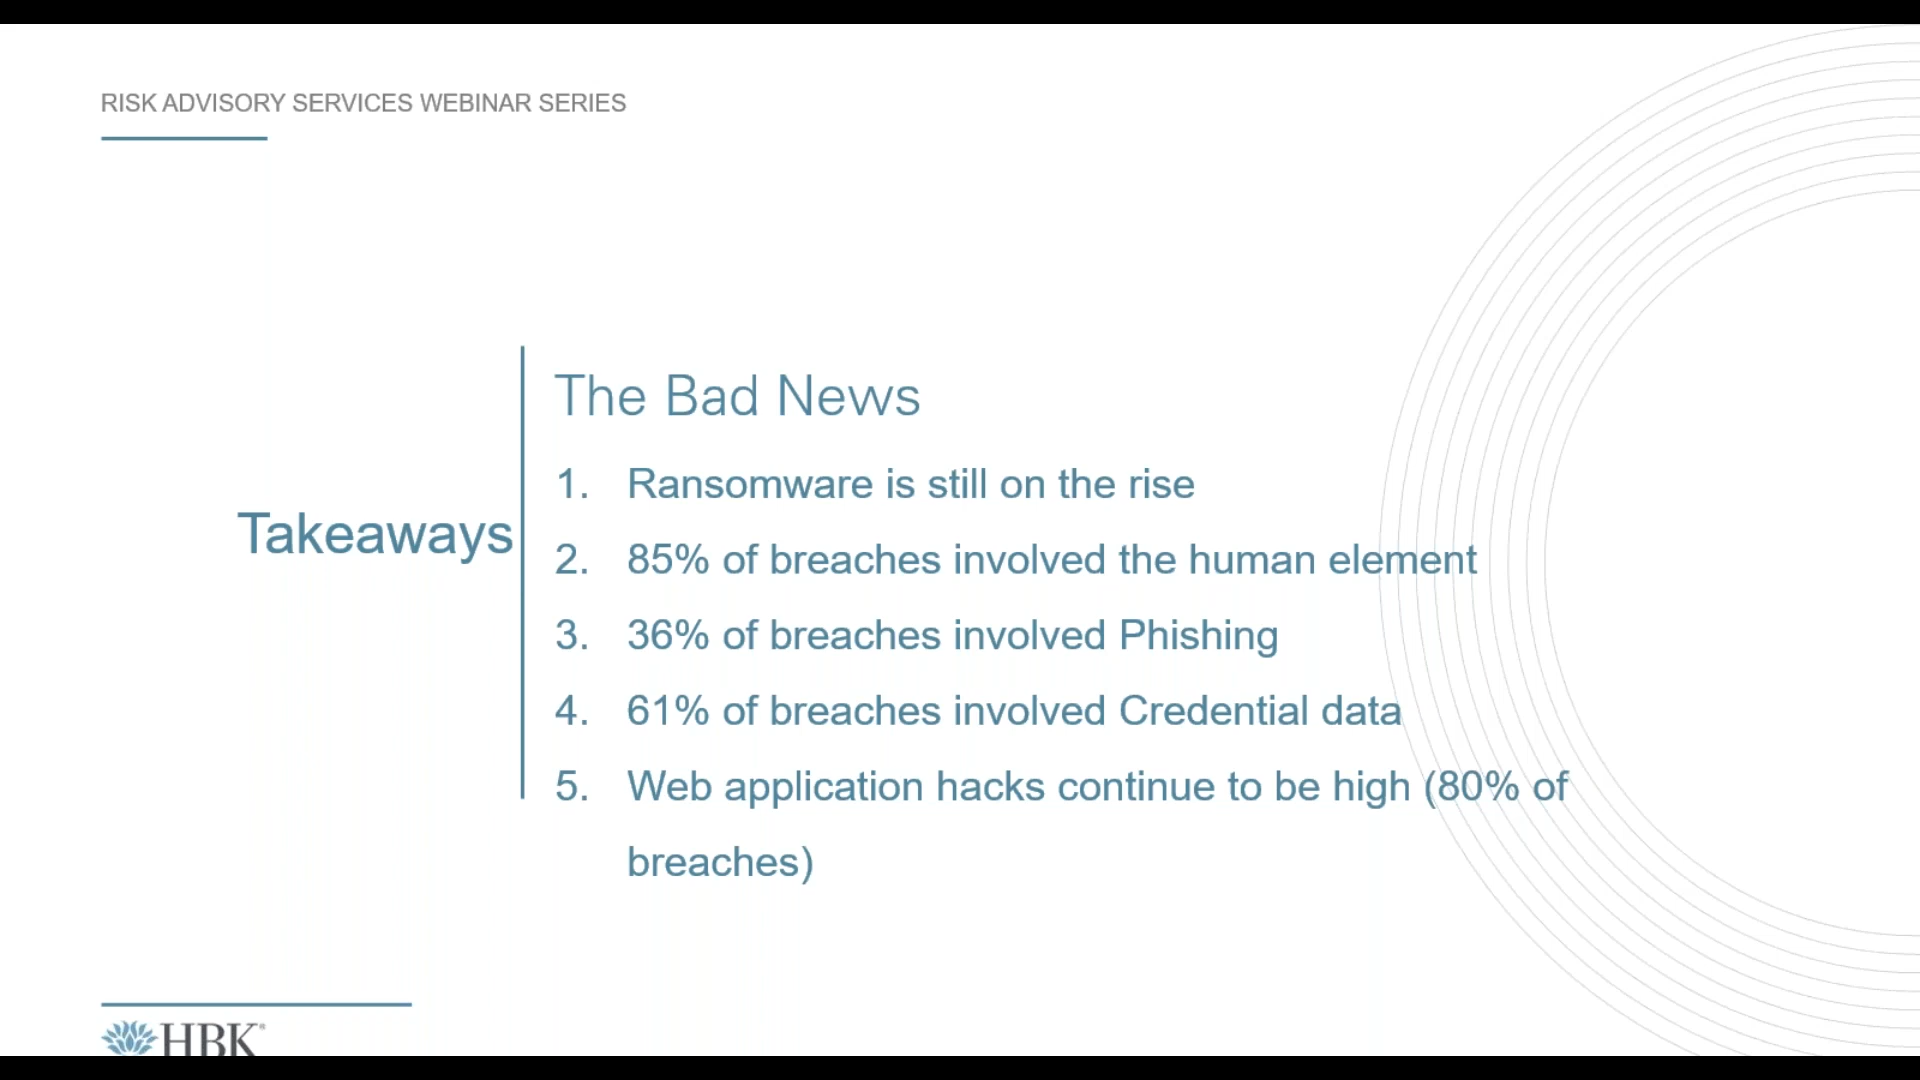 RISK ADVISORY SERVICES WEBINAR SERIES
Takeaways
The Bad News
1. Ransomware is still on the rise
2. 85% of breaches involved the human element
3. 36% of breaches involved Phishing
4. 61% of breaches involved Credential data
5. Web application hacks continue to be high (80% of
breaches)
HBK®